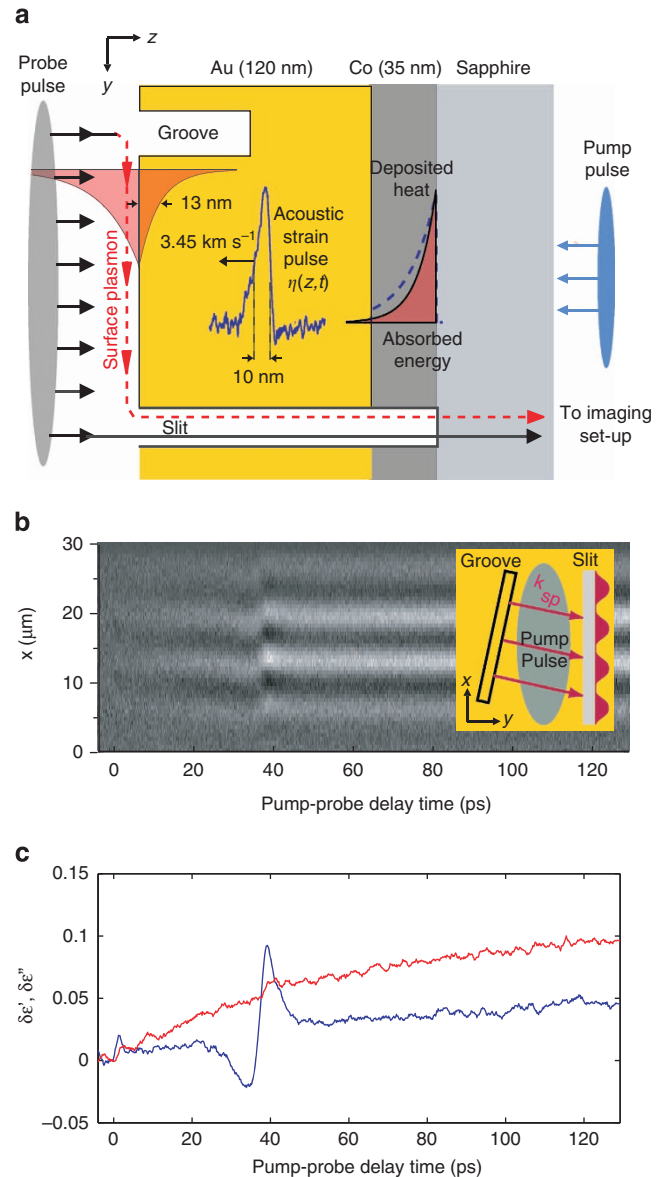 a
z
y
Probe
pulse
Au (120 nm)
Co (35 nm)
Sapphire
Groove
Pump
pulse
Deposited
heat
13 nm
3.45 km s⁻¹
Acoustic
strain
pulse
η(z,t)
Surface plasmon
10 nm
Absorbed
energy
Slit
To imaging
set-up
b
30
20
10
0
x (μm)
Groove
Slit
k sp
Pump
Pulse
x
y
0
20
40
60
80
100
120
Pump-probe delay time (ps)
c
0.15
0.1
0.05
0
−0.05
δε′, δε″
0
20
40
60
80
100
120
Pump-probe delay time (ps)